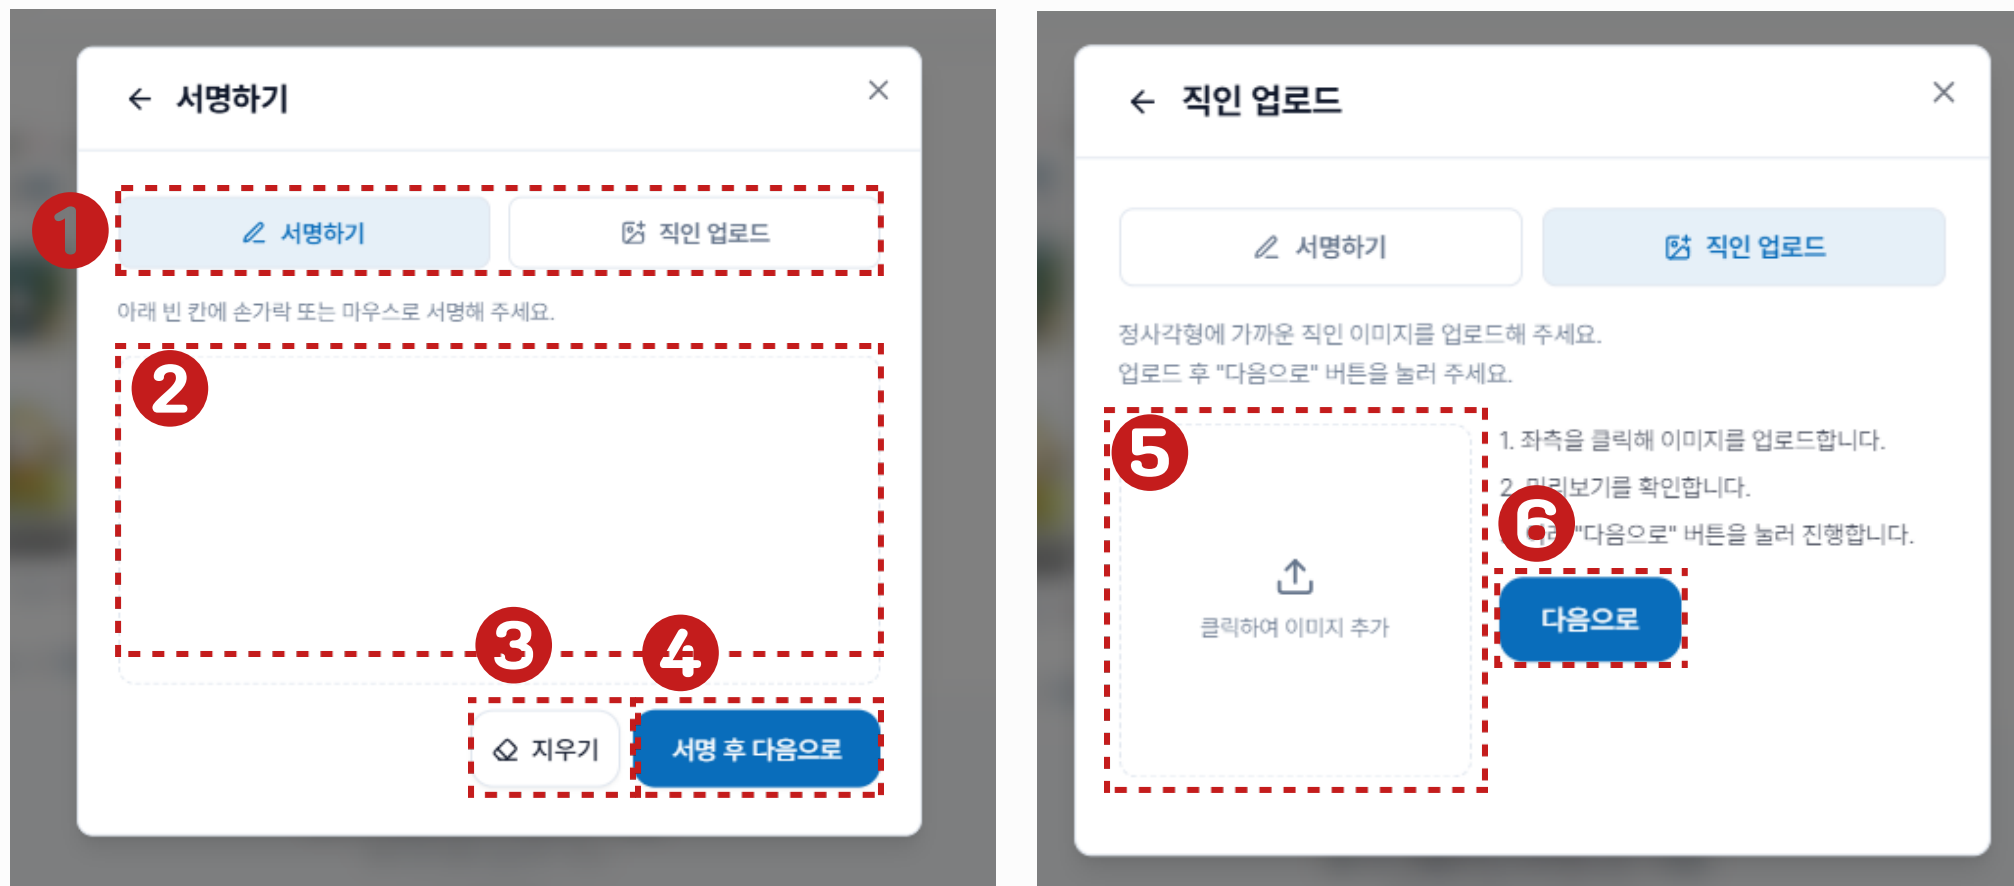 서명하기
1
서명하기
직인 업로드
아래 빈 칸에 손가락 또는 마우스로 서명해 주세요.
2
3
4
지우기
서명 후 다음으로
직인 업로드
서명하기
직인 업로드
정사각형에 가까운 직인 이미지를 업로드해 주세요.
업로드 후 "다음으로" 버튼을 눌러 주세요.
5
클릭하여 이미지 추가
1. 좌측을 클릭해 이미지를 업로드합니다.
2. 미리보기를 확인합니다.
6
"다음으로" 버튼을 눌러 진행합니다.
다음으로